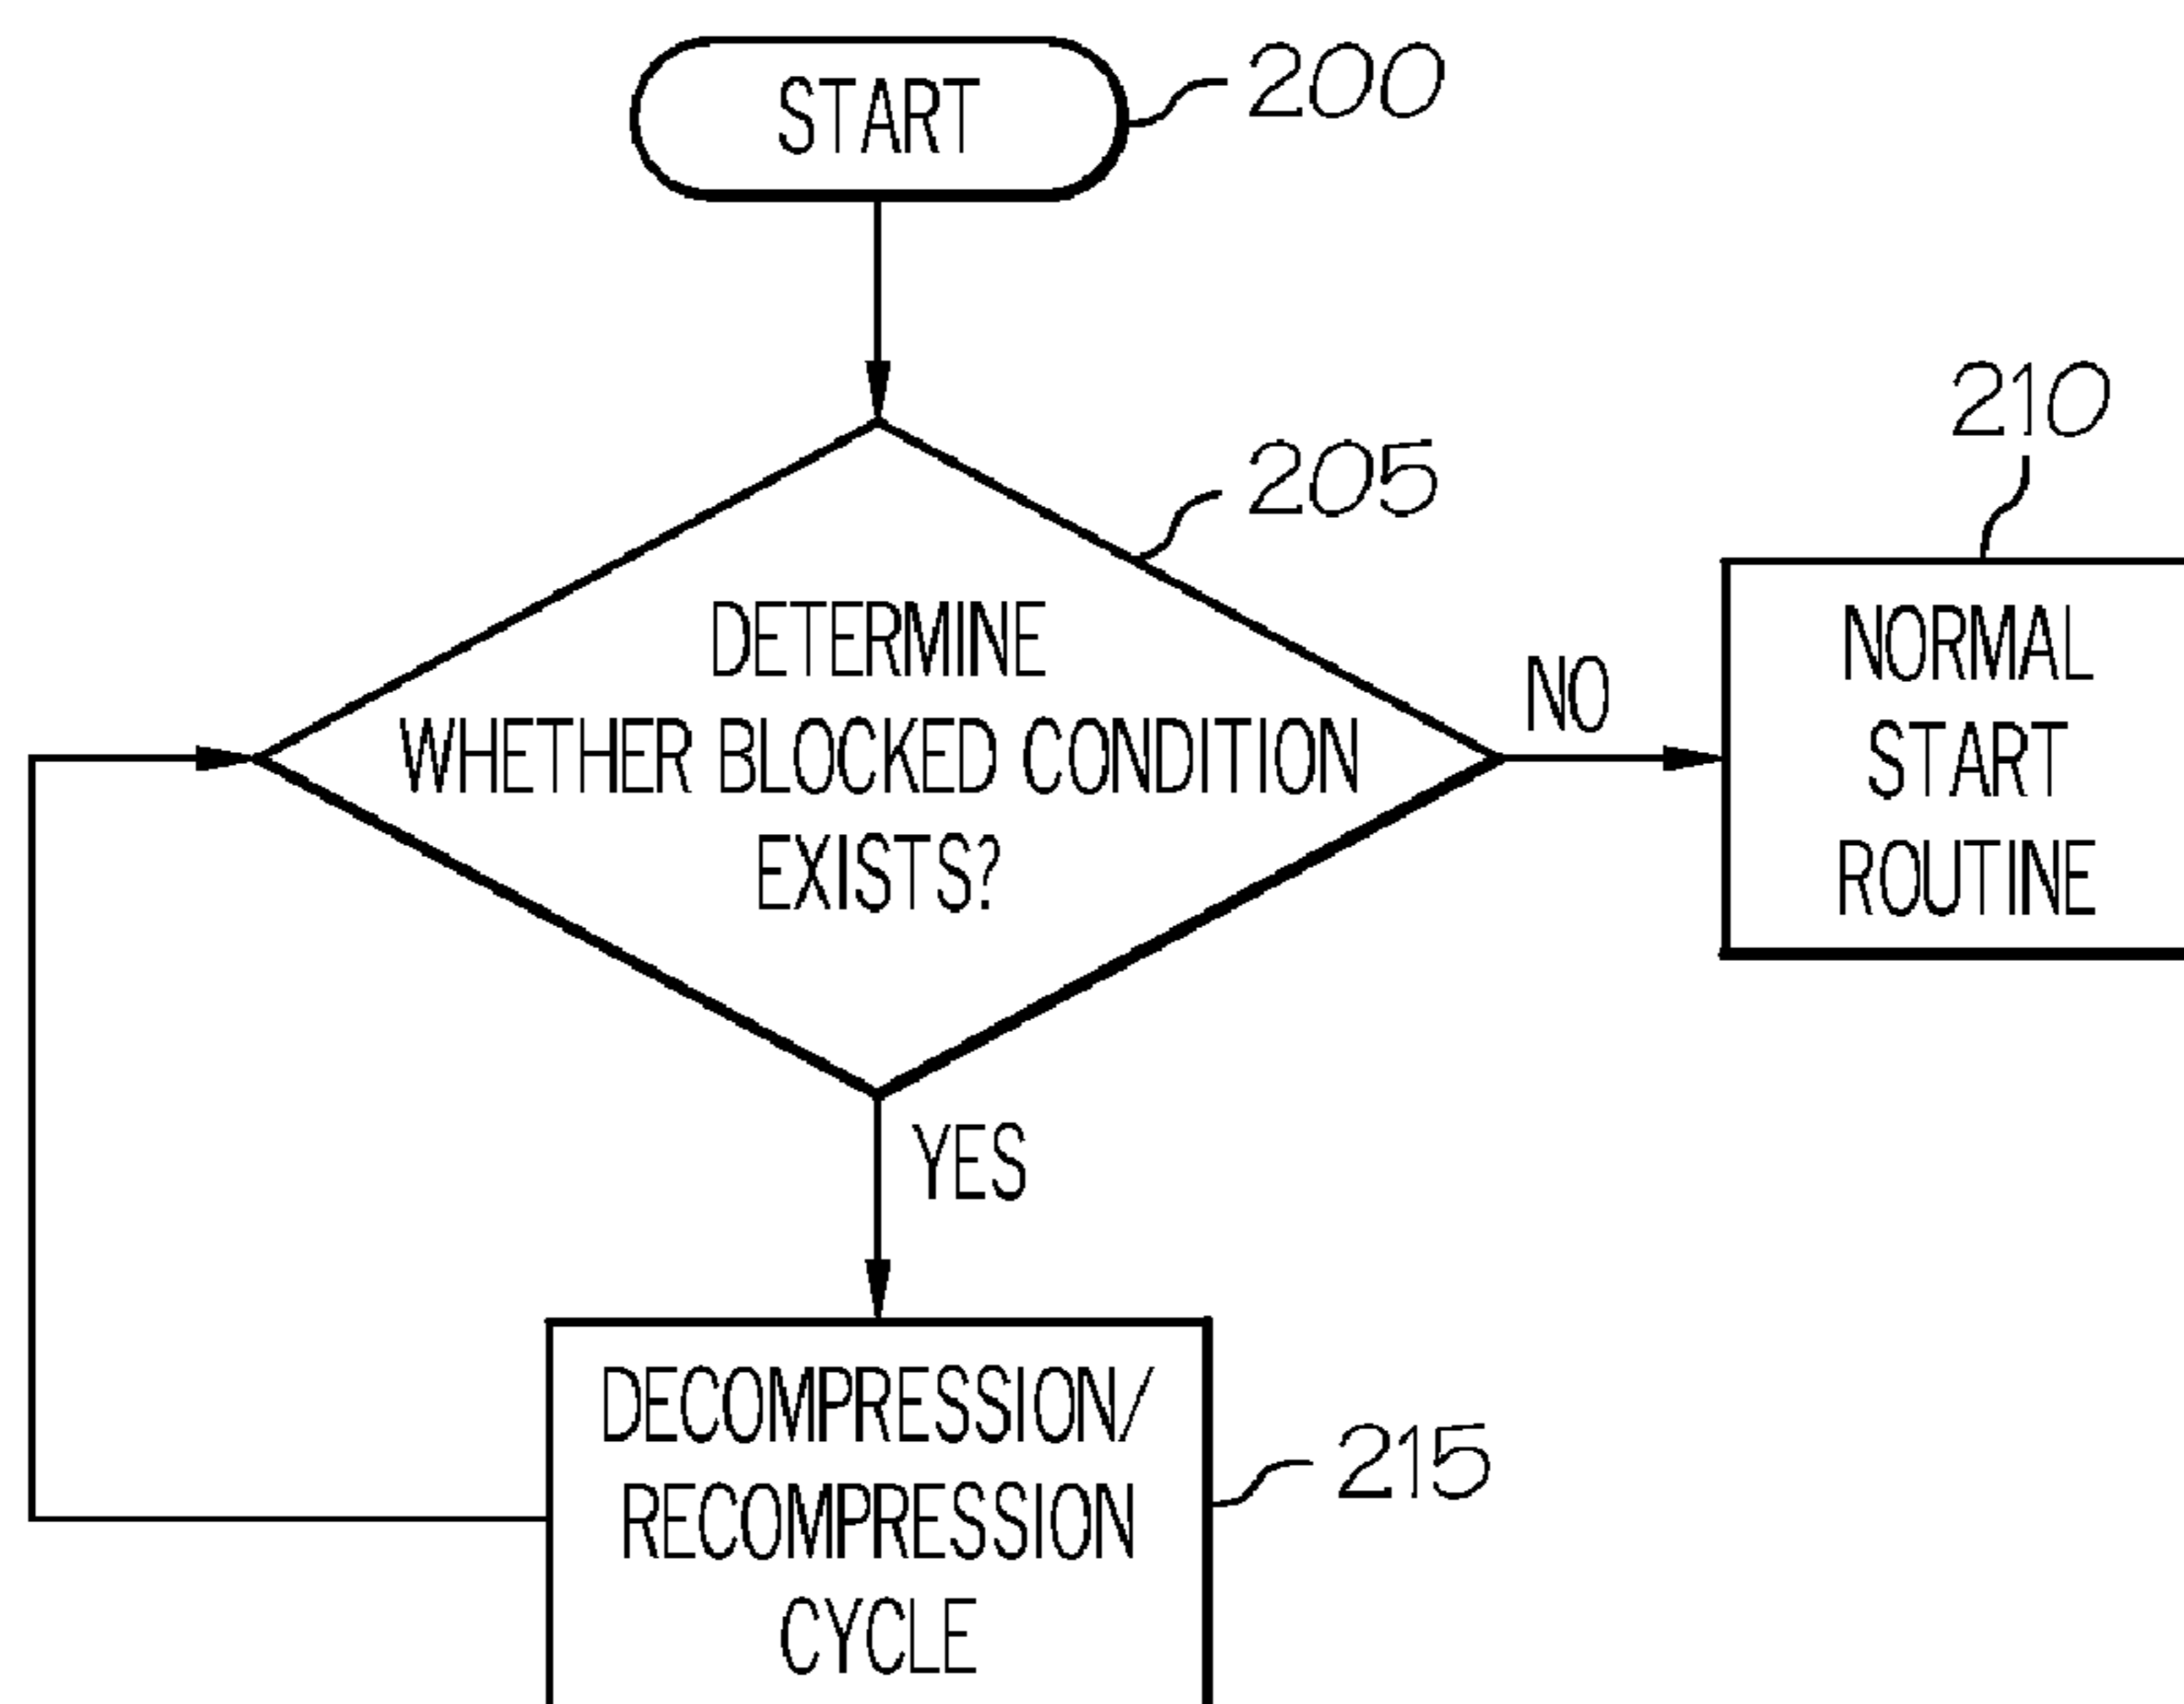 START
200
205
210
DETERMINE
WHETHER BLOCKED CONDITION
EXISTS?
NO
NORMAL
START
ROUTINE
YES
DECOMPRESSION/
RECOMPRESSION
CYCLE
215